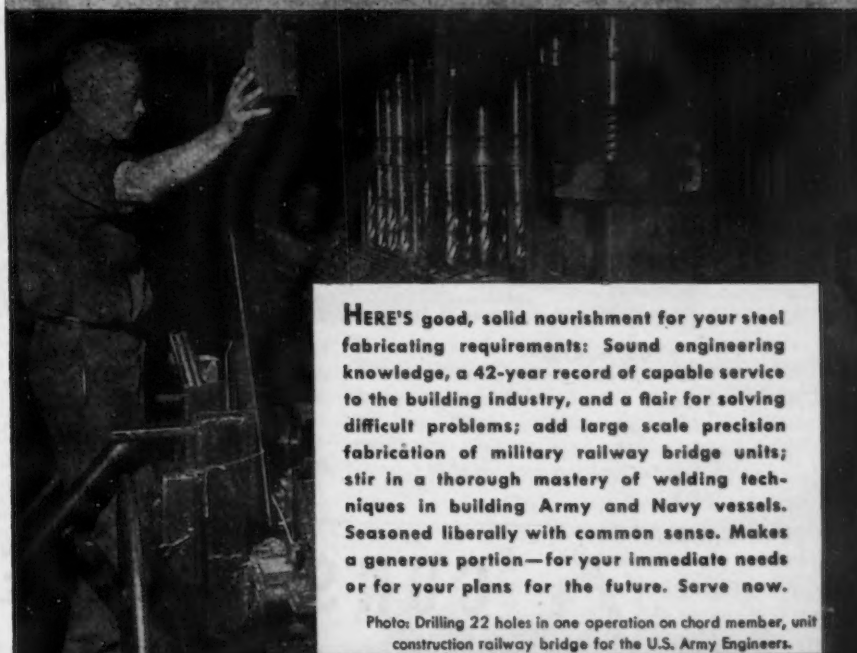 HERE'S good, solid nourishment for your steel
fabricating requirements: Sound engineering
knowledge, a 42-year record of capable service
to the building industry, and a flair for solving
difficult problems; add large scale precision
fabrication of military railway bridge units;
stir in a thorough mastery of welding tech-
niques in building Army and Navy vessels.
Seasoned liberally with common sense. Makes
a generous portion—for your immediate needs
or for your plans for the future. Serve now.
Photo: Drilling 22 holes in one operation on chord member, unit
construction railway bridge for the U.S. Army Engineers.